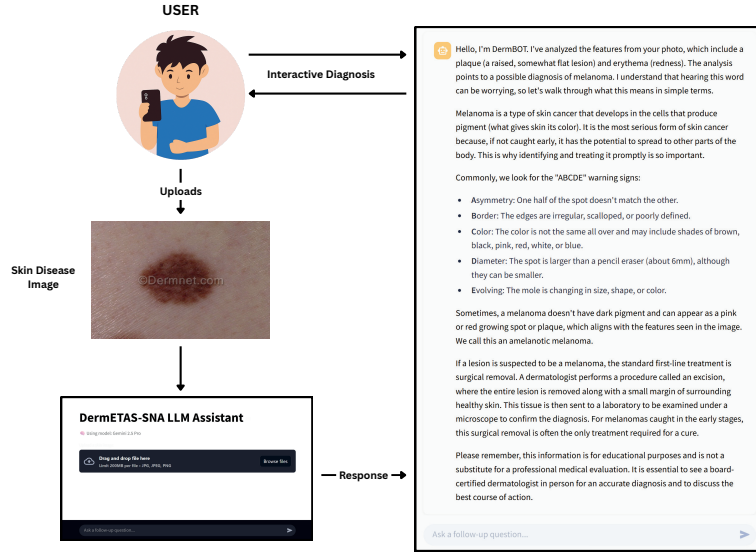 USER
Interactive Diagnosis
Uploads
Skin Disease
Image
©Dermnet.com
DermETAS-SNA LLM Assistant
Using model: Gemini 2.5 Pro
Drag and drop file here
Limit 200MB per file • JPG, JPEG, PNG
Browse files
Ask a follow-up question...
Response
Hello, I'm DermBOT. I've analyzed the features from your photo, which include a
plaque (a raised, somewhat flat lesion) and erythema (redness). The analysis
points to a possible diagnosis of melanoma. I understand that hearing this word
can be worrying, so let's walk through what this means in simple terms.
Melanoma is a type of skin cancer that develops in the cells that produce
pigment (what gives skin its color). It is the most serious form of skin cancer
because, if not caught early, it has the potential to spread to other parts of the
body. This is why identifying and treating it promptly is so important.
Commonly, we look for the "ABCDE" warning signs:
• Asymmetry: One half of the spot doesn't match the other.
• Border: The edges are irregular, scalloped, or poorly defined.
• Color: The color is not the same all over and may include shades of brown,
black, pink, red, white, or blue.
• Diameter: The spot is larger than a pencil eraser (about 6mm), although
they can be smaller.
• Evolving: The mole is changing in size, shape, or color.
Sometimes, a melanoma doesn't have dark pigment and can appear as a pink
or red growing spot or plaque, which aligns with the features seen in the image.
We call this an amelanotic melanoma.
If a lesion is suspected to be a melanoma, the standard first-line treatment is
surgical removal. A dermatologist performs a procedure called an excision,
where the entire lesion is removed along with a small margin of surrounding
healthy skin. This tissue is then sent to a laboratory to be examined under a
microscope to confirm the diagnosis. For melanomas caught in the early stages,
this surgical removal is often the only treatment required for a cure.
Please remember, this information is for educational purposes and is not a
substitute for a professional medical evaluation. It is essential to see a board-
certified dermatologist in person for an accurate diagnosis and to discuss the
best course of action.
Ask a follow-up question...